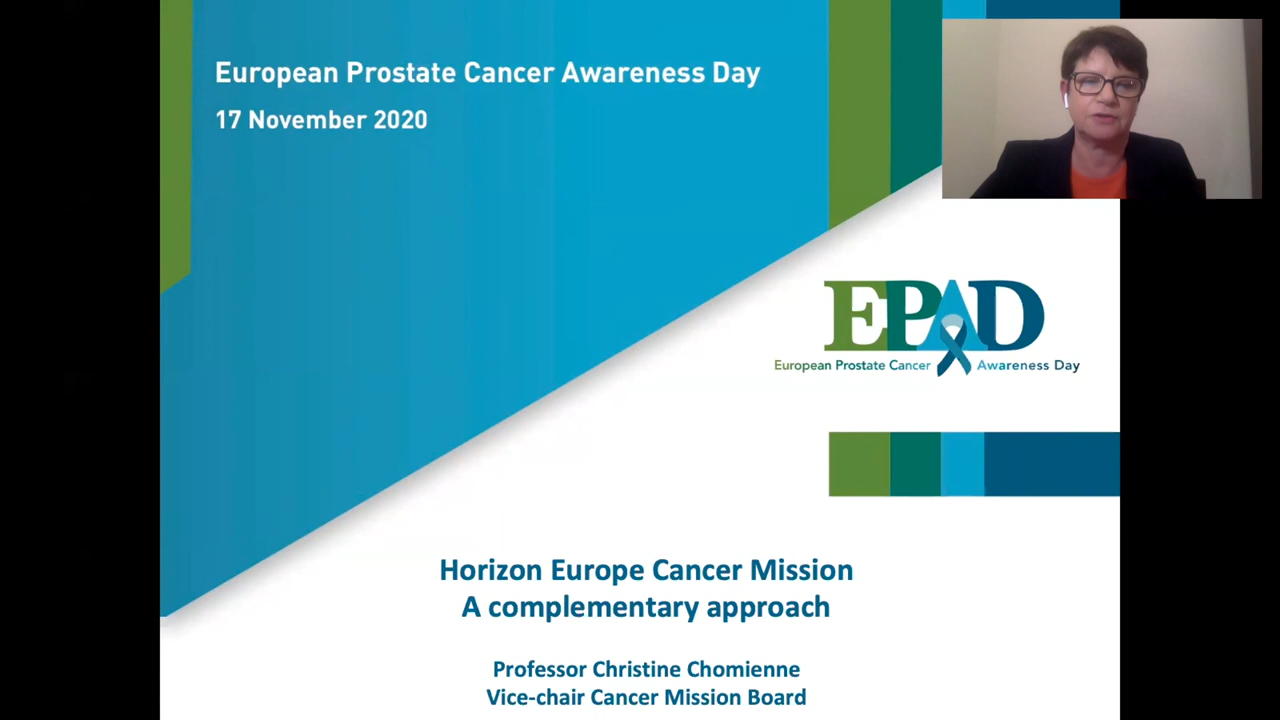 European Prostate Cancer Awareness Day
17 November 2020
EPAD
European Prostate Cancer Awareness Day
Horizon Europe Cancer Mission
A complementary approach
Professor Christine Chomienne
Vice-chair Cancer Mission Board